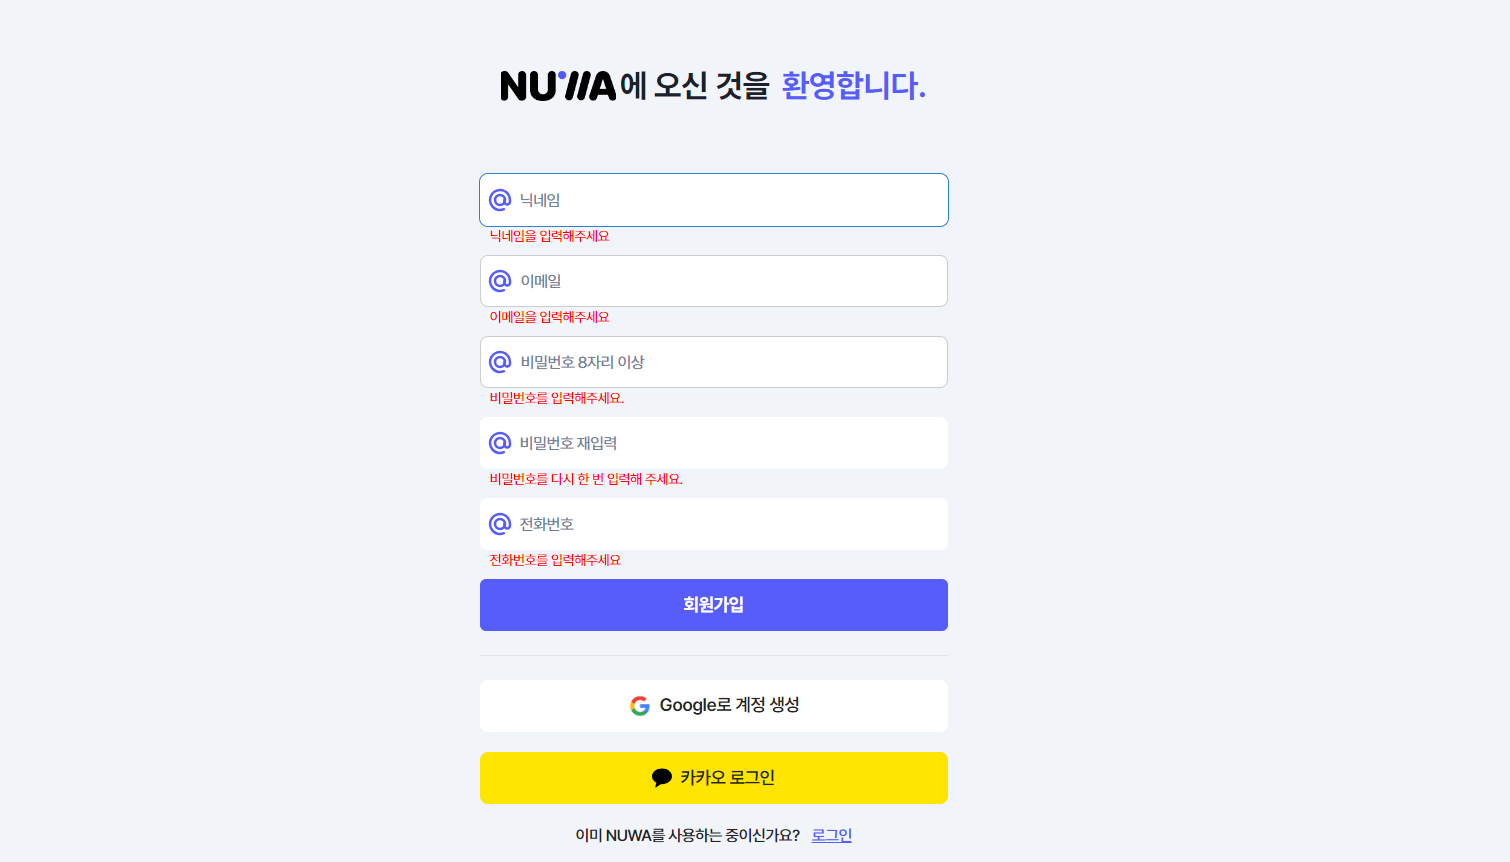 NUWA에 오신 것을 환영합니다.
닉네임
닉네임을 입력해주세요
이메일
이메일을 입력해주세요
비밀번호 8자리 이상
비밀번호를 입력해주세요.
비밀번호 재입력
비밀번호를 다시 한 번 입력해 주세요.
전화번호
전화번호를 입력해주세요
회원가입
Google로 계정 생성
카카오 로그인
이미 NUWA를 사용하는 중이신가요? 로그인